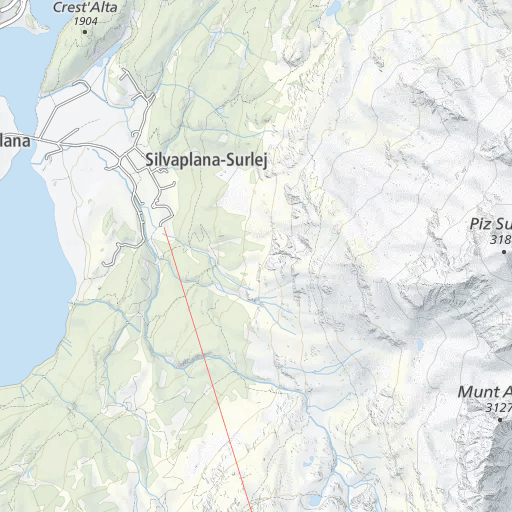 Crest'Alta
1904
lana
Silvaplana-Surlej
Piz Su
318
Munt A
3127